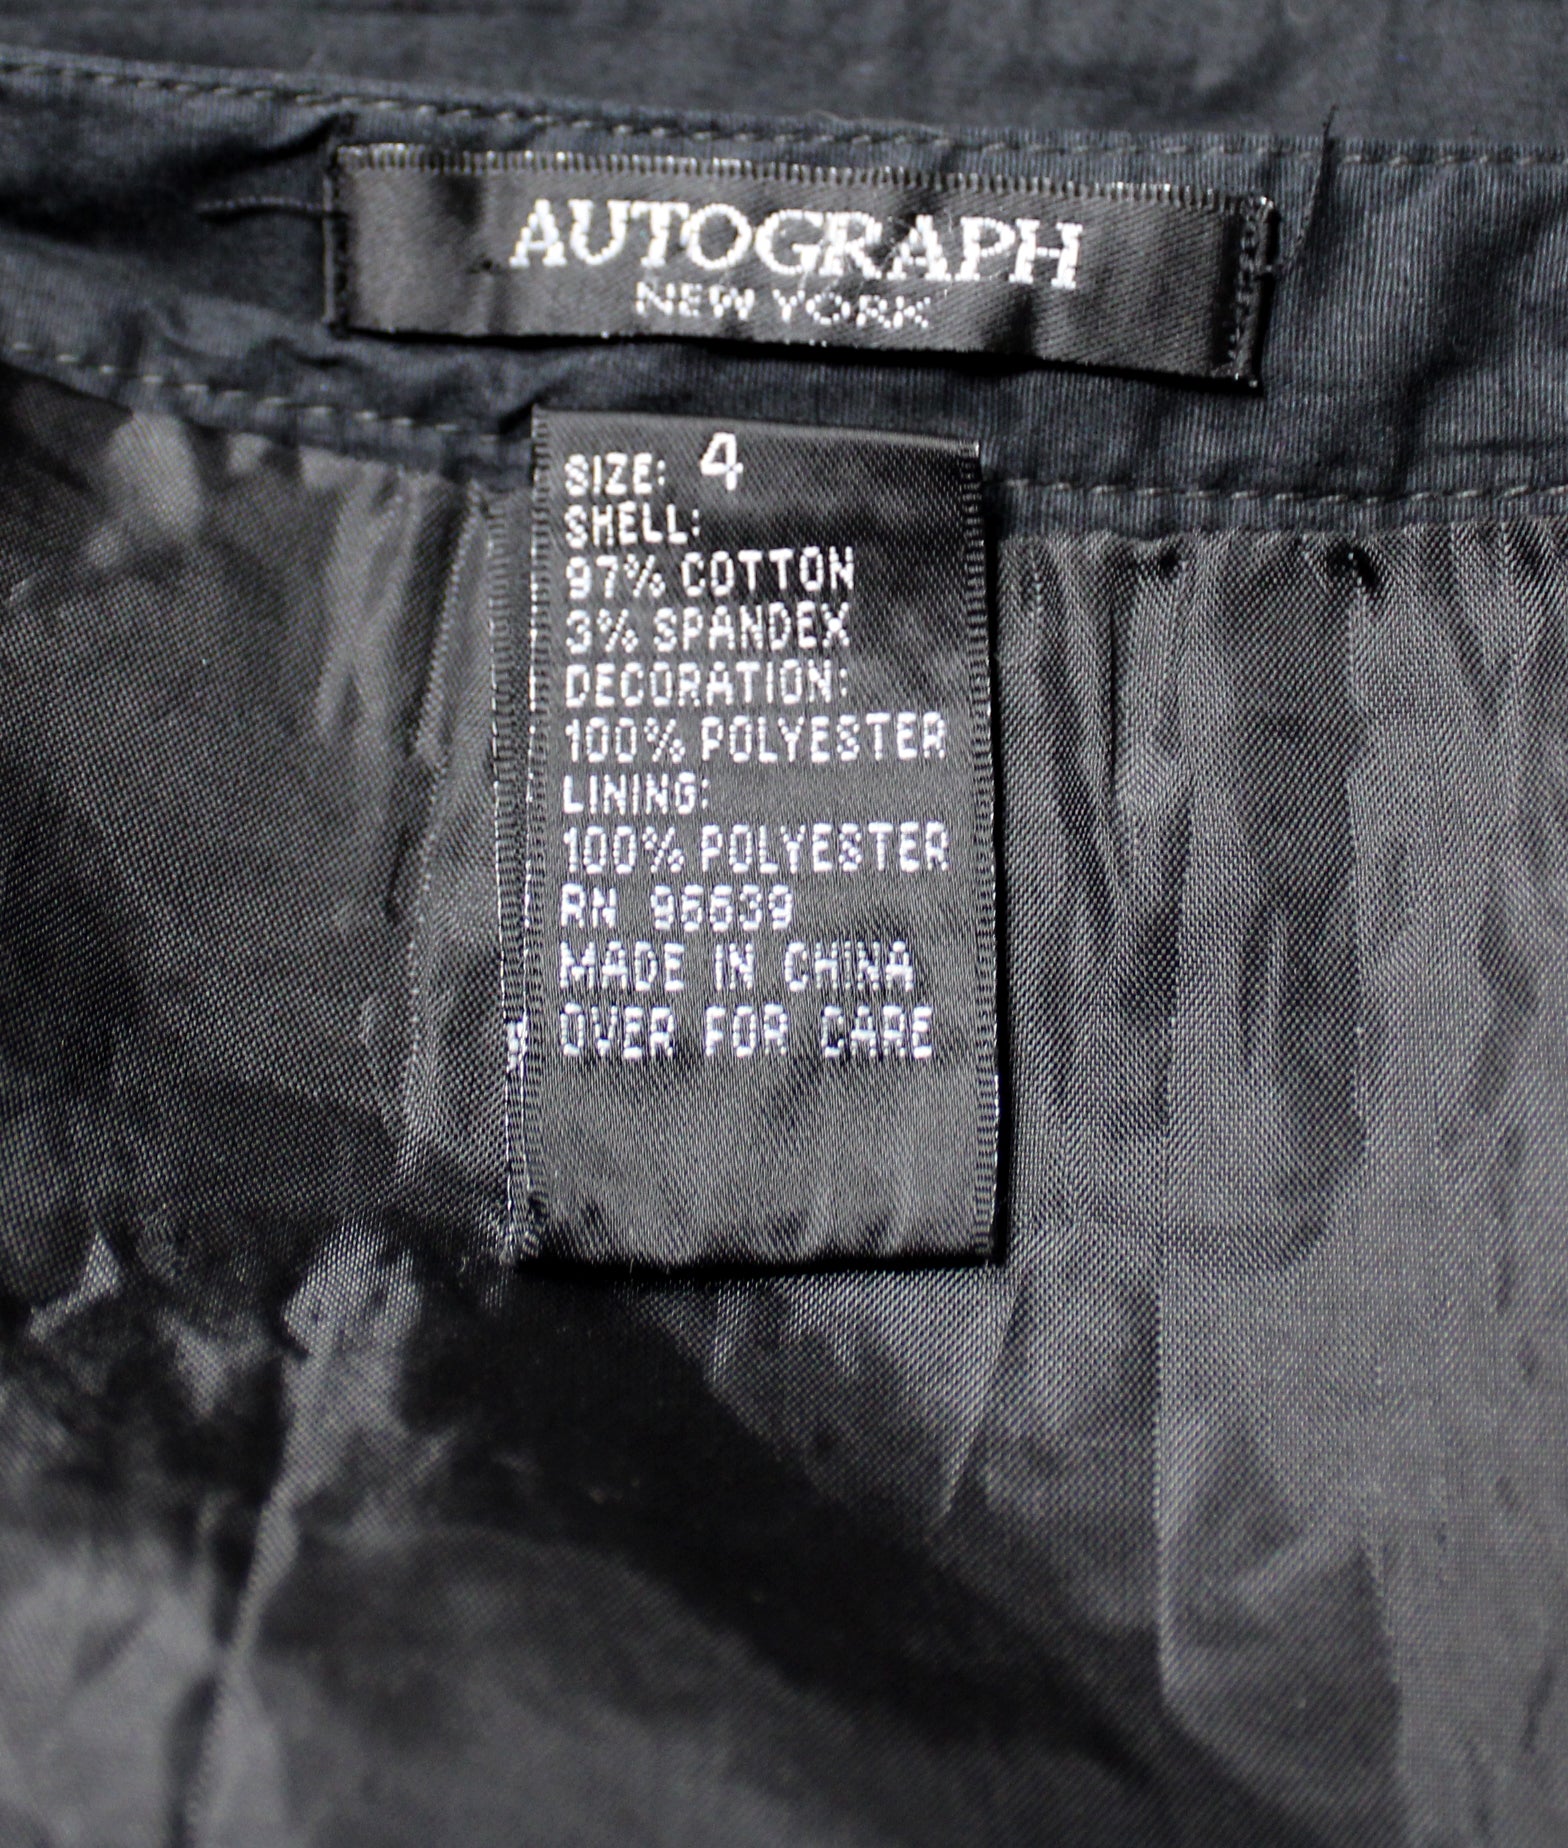 AUTOGRAPH
NEW YORK
SIZE: 4
SHELL:
97% COTTON
3% SPANDEX
DECORATION:
100% POLYESTER
LINING:
100% POLYESTER
RN 96639
MADE IN CHINA
OVER FOR CARE